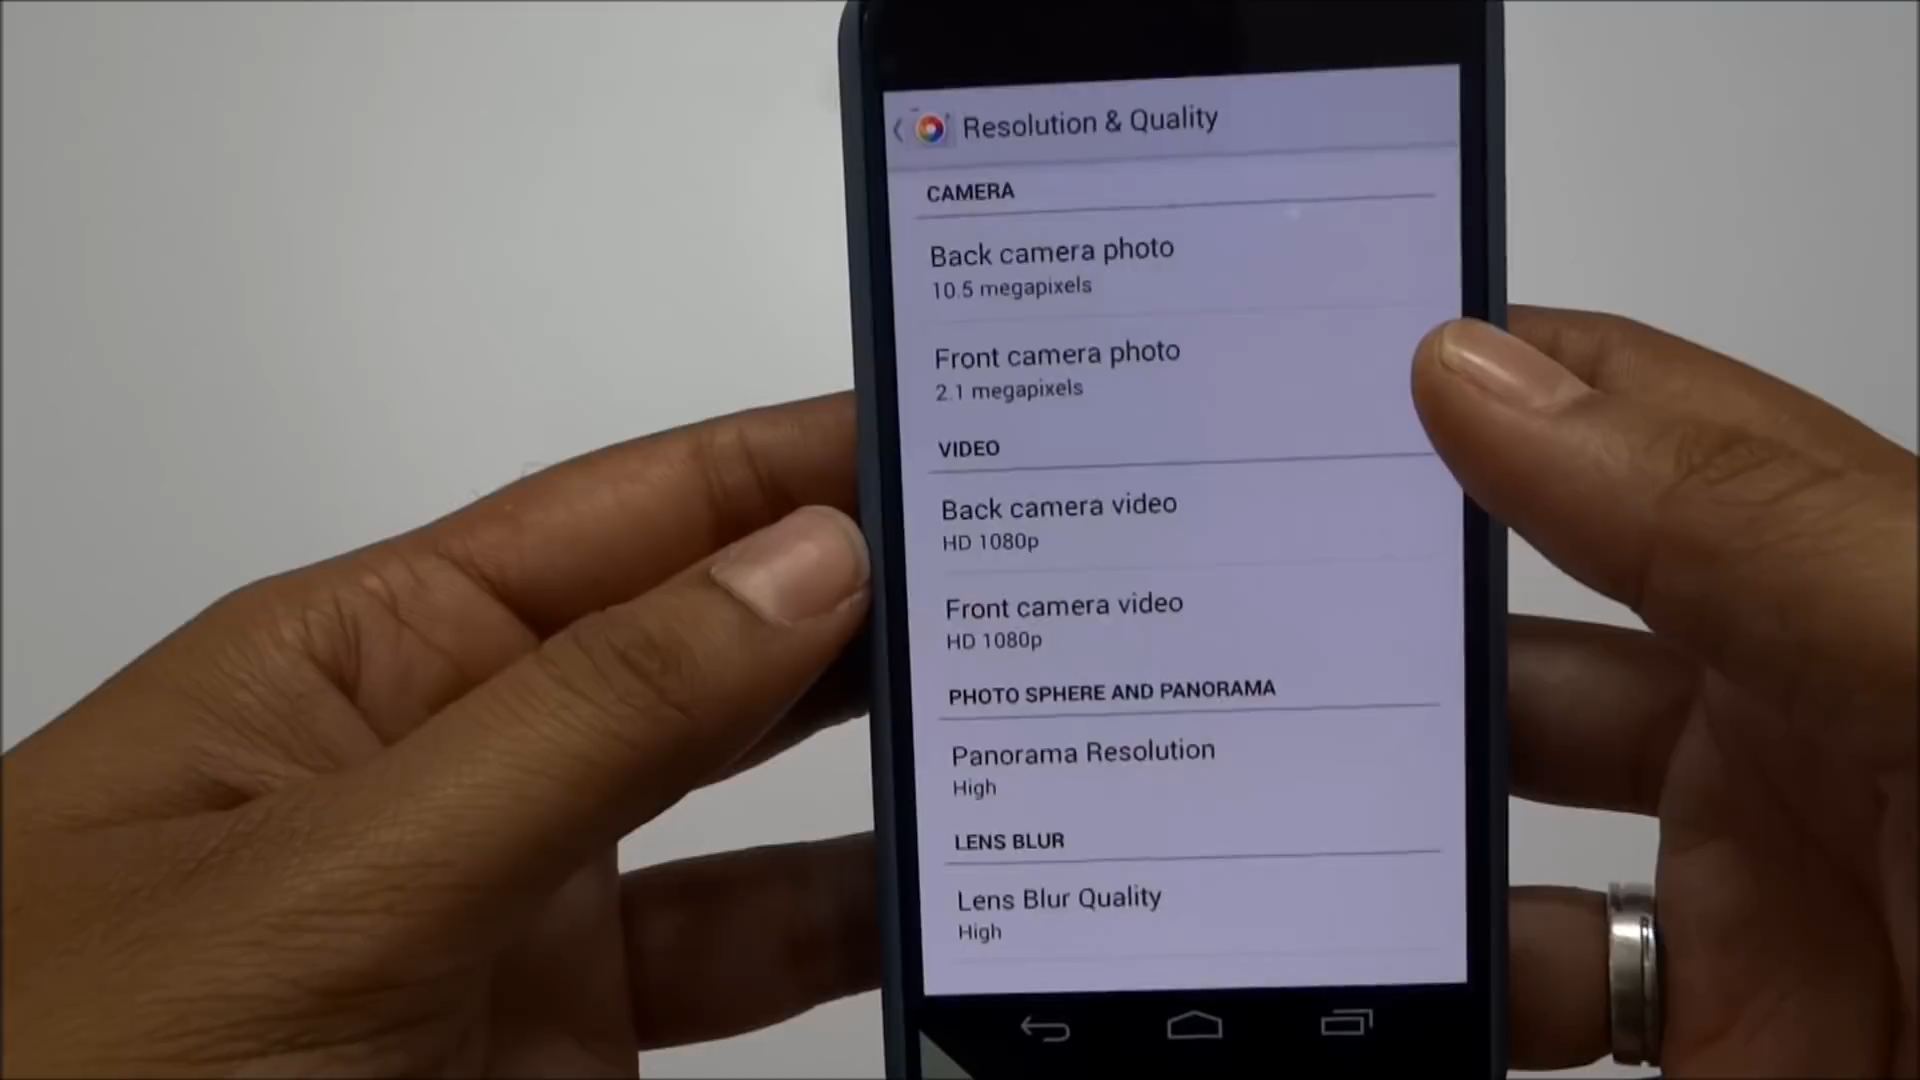 Resolution & Quality
CAMERA
Back camera photo
10.5 megapixels
Front camera photo
2.1 megapixels
VIDEO
Back camera video
HD 1080p
Front camera video
HD 1080p
PHOTO SPHERE AND PANORAMA
Panorama Resolution
High
LENS BLUR
Lens Blur Quality
High